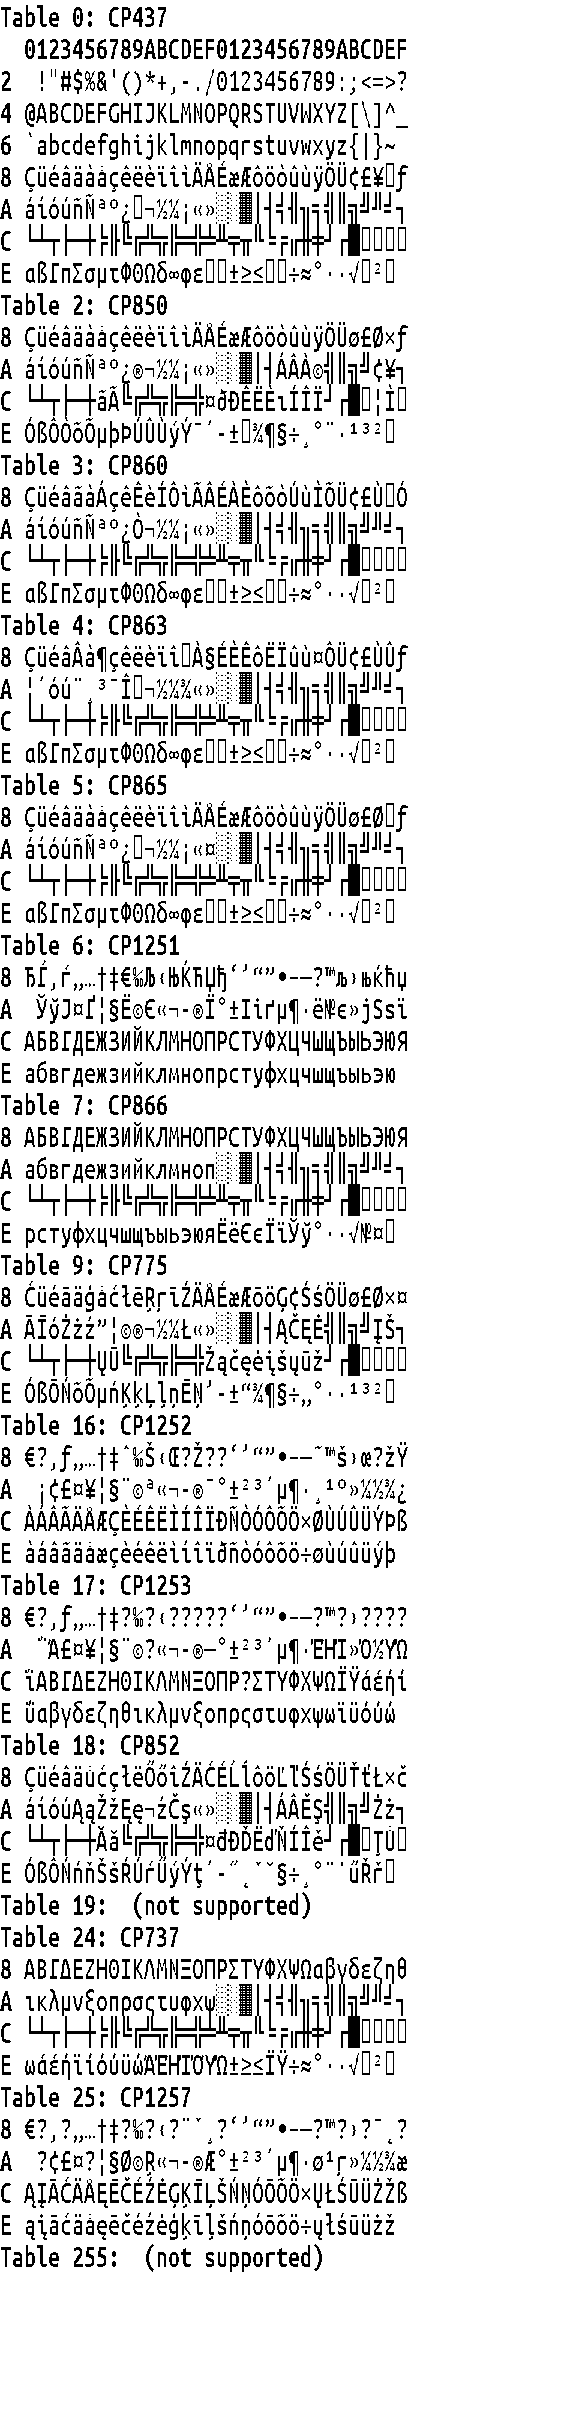 Table 0: CP437
0123456789ABCDEF0123456789ABCDEF
2  !"#$%&'()*+,-./0123456789:;<=>?
4 @ABCDEFGHIJKLMNOPQRSTUVWXYZ[\]^_
6 `abcdefghijklmnopqrstuvwxyz{|}~
8 ÇüéâäàåçêëèïîìÄÅÉæÆôöòûùÿÖÜ¢£¥▯ƒ
A áíóúñÑªº¿▯¬½¼¡«»░▒▓│┤╡╢╖╕╣║╗╝╜╛┐
C └┴┬├─┼╞╟╚╔╩╦╠═╬╧╨╤╥╙╘╒╓╫╪┘┌█▯▯▯▯
E αßΓπΣσµτΦΘΩδ∞φε▯▯±≥≤▯▯÷≈°∙·√▯²▯
Table 2: CP850
8 ÇüéâäàåçêëèïîìÄÅÉæÆôöòûùÿÖÜø£Ø×ƒ
A áíóúñÑªº¿®¬½¼¡«»░▒▓│┤ÁÂÀ©╣║╗╝¢¥┐
C └┴┬├─┼ãÃ╚╔╩╦╠═╬¤ðÐÊËÈıÍÎÏ┘┌█▯¦Ì▯
E ÓßÔÒõÕµþÞÚÛÙýÝ¯´-±▯¾¶§÷¸°¨·¹³²▯
Table 3: CP860
8 ÇüéâãàÁçêÊèÍÔìÃÂÉÀÈôõòÚùÌÕÜ¢£Ù▯Ó
A áíóúñÑªº¿Ò¬½¼¡«»░▒▓│┤╡╢╖╕╣║╗╝╜╛┐
C └┴┬├─┼╞╟╚╔╩╦╠═╬╧╨╤╥╙╘╒╓╫╪┘┌█▯▯▯▯
E αßΓπΣσµτΦΘΩδ∞φε▯▯±≥≤▯▯÷≈°∙·√▯²▯
Table 4: CP863
8 ÇüéâÂà¶çêëèïî▯À§ÉÈÊôËÏûù¤ÔÜ¢£ÙÛƒ
A ¦´óú¨¸³¯Î▯¬½¼¾«»░▒▓│┤╡╢╖╕╣║╗╝╜╛┐
C └┴┬├─┼╞╟╚╔╩╦╠═╬╧╨╤╥╙╘╒╓╫╪┘┌█▯▯▯▯
E αßΓπΣσµτΦΘΩδ∞φε▯▯±≥≤▯▯÷≈°∙·√▯²▯
Table 5: CP865
8 ÇüéâäàåçêëèïîìÄÅÉæÆôöòûùÿÖÜø£Ø▯ƒ
A áíóúñÑªº¿▯¬½¼¡«¤░▒▓│┤╡╢╖╕╣║╗╝╜╛┐
C └┴┬├─┼╞╟╚╔╩╦╠═╬╧╨╤╥╙╘╒╓╫╪┘┌█▯▯▯▯
E αßΓπΣσµτΦΘΩδ∞φε▯▯±≥≤▯▯÷≈°∙·√▯²▯
Table 6: CP1251
8 ЂЃ‚ѓ„…†‡€‰Љ‹ЊЌЋЏђ‘’“”•–—?™љ›њќћџ
A  ЎўЈ¤Ґ¦§Ё©Є«¬-®Ї°±Ііґµ¶·ё№є»јЅѕї
C АБВГДЕЖЗИЙКЛМНОПРСТУФХЦЧШЩЪЫЬЭЮЯ
E абвгдежзийклмнопрстуфхцчшщъыьэю
Table 7: CP866
8 АБВГДЕЖЗИЙКЛМНОПРСТУФХЦЧШЩЪЫЬЭЮЯ
A абвгдежзийклмноп░▒▓│┤╡╢╖╕╣║╗╝╜╛┐
C └┴┬├─┼╞╟╚╔╩╦╠═╬╧╨╤╥╙╘╒╓╫╪┘┌█▯▯▯▯
E рстуфхцчшщъыьэюяЁёЄєЇїЎў°∙·√№¤▯
Table 9: CP775
8 ĆüéāäģåćłēŖŗīŹÄÅÉæÆōöĢ¢ŚśÖÜø£Ø×¤
A ĀĪóŻżź”¦©®¬½¼Ł«»░▒▓│┤ĄČĘĖ╣║╗╝ĮŠ┐
C └┴┬├─┼ŲŪ╚╔╩╦╠═╬Žąčęėįšųūž┘┌█▯▯▯▯
E ÓßŌŃõÕµńĶķĻļņĒŅ’-±“¾¶§÷„°∙·¹³²▯
Table 16: CP1252
8 €?‚ƒ„…†‡ˆ‰Š‹Œ?Ž??‘’“”•–—˜™š›œ?žŸ
A  ¡¢£¤¥¦§¨©ª«¬-®¯°±²³´µ¶·¸¹º»¼½¾¿
C ÀÁÂÃÄÅÆÇÈÉÊËÌÍÎÏÐÑÒÓÔÕÖ×ØÙÚÛÜÝÞß
E àáâãäåæçèéêëìíîïðñòóôõö÷øùúûüýþ
Table 17: CP1253
8 €?‚ƒ„…†‡?‰?‹?????‘’“”•–—?™?›????
A  ΅Ά£¤¥¦§¨©?«¬-®―°±²³΄µ¶·ΈΉΊ»Ό½ΎΏ
C ΐΑΒΓΔΕΖΗΘΙΚΛΜΝΞΟΠΡ?ΣΤΥΦΧΨΩΪΫάέήί
E ΰαβγδεζηθικλμνξοπρςστυφχψωϊϋόύώ
Table 18: CP852
8 ÇüéâäůćçłëŐőîŹÄĆÉĹĺôöĽľŚśÖÜŤťŁ×č
A áíóúĄąŽžĘę¬źČş«»░▒▓│┤ÁÂĚŞ╣║╗╝Żż┐
C └┴┬├─┼Ăă╚╔╩╦╠═╬¤đĐĎËďŇÍÎě┘┌█▯ŢŮ▯
E ÓßÔŃńňŠšŔÚŕŰýÝţ´-˝˛ˇ˘§÷¸°¨˙űŘř▯
Table 19:  (not supported)
Table 24: CP737
8 ΑΒΓΔΕΖΗΘΙΚΛΜΝΞΟΠΡΣΤΥΦΧΨΩαβγδεζηθ
A ικλμνξοπρσςτυφχψ░▒▓│┤╡╢╖╕╣║╗╝╜╛┐
C └┴┬├─┼╞╟╚╔╩╦╠═╬╧╨╤╥╙╘╒╓╫╪┘┌█▯▯▯▯
E ωάέήϊίόύϋώΆΈΉΊΌΎΏ±≥≤ΪΫ÷≈°∙·√▯²▯
Table 25: CP1257
8 €?‚?„…†‡?‰?‹?¨ˇ¸?‘’“”•–—?™?›?¯˛?
A  ?¢£¤?¦§Ø©Ŗ«¬-®Æ°±²³´µ¶·ø¹ŗ»¼½¾æ
C ĄĮĀĆÄÅĘĒČÉŹĖĢĶĪĻŠŃŅÓŌÕÖ×ŲŁŚŪÜŻŽß
E ąįāćäåęēčéźėģķīļšńņóōõö÷ųłśūüżž
Table 255:  (not supported)